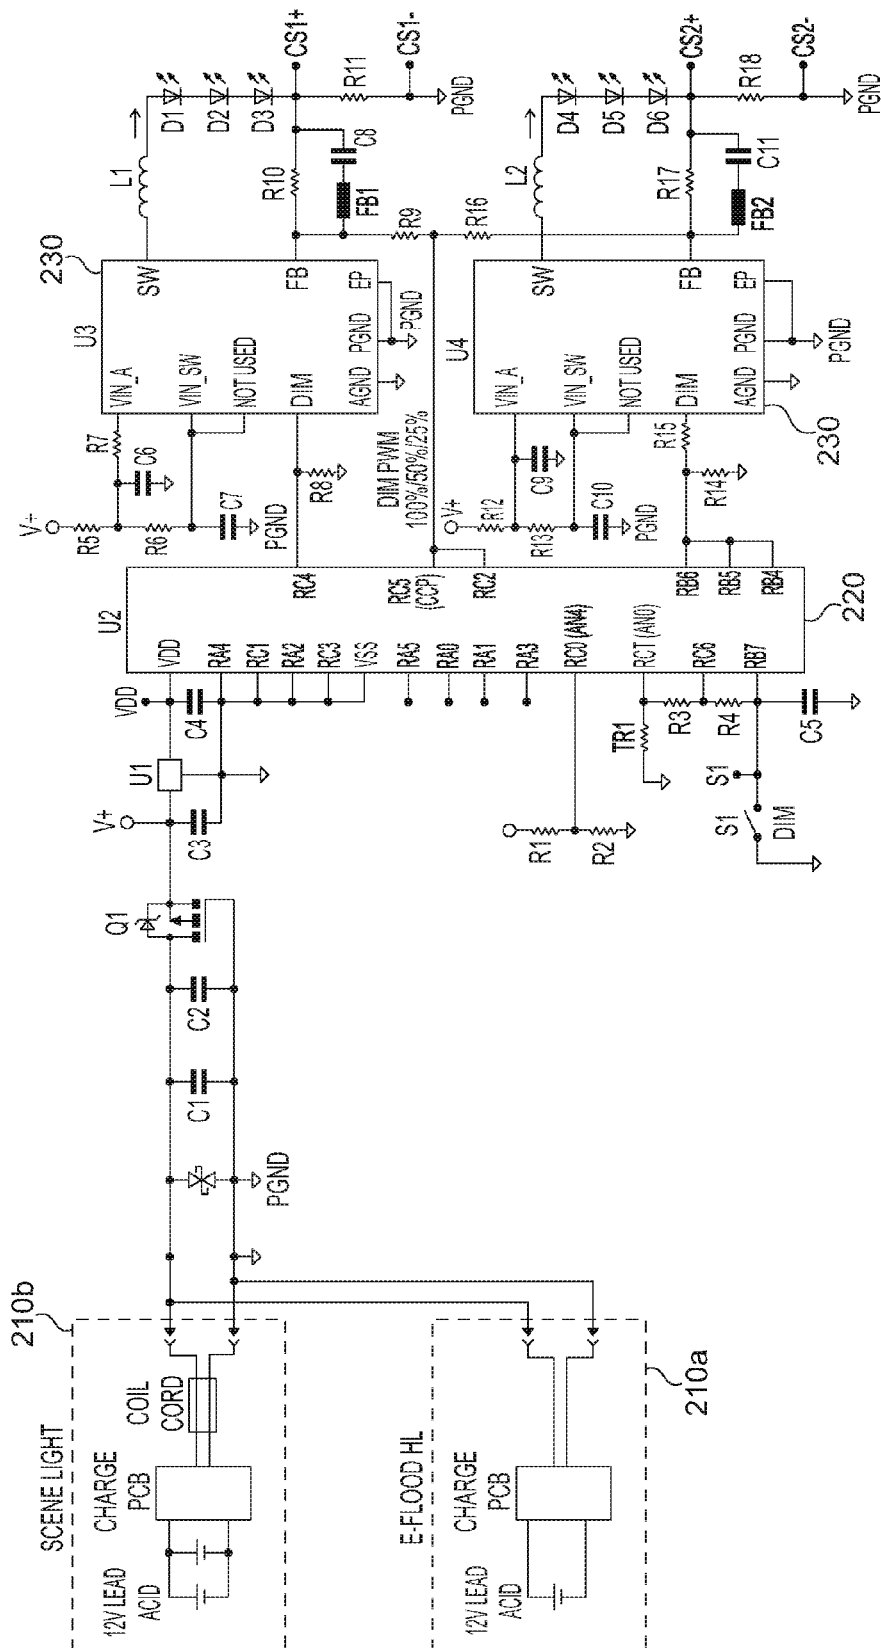 SCENE LIGHT
210b
12V LEAD
ACID
CHARGE
PCB
COIL
CORD
E-FLOOD HL
210a
12V LEAD
ACID
CHARGE
PCB
PGND
C1
C2
Q1
V+
C3
U1
VDD
C4
R1
R2
S1
DIM
S1
TR1
R3
R4
C5
U2
220
VDD
RA4
RC1
RA2
RC3
VSS
RA5
RA0
RA1
RA3
RC0 (AN4)
RCT (AN0)
RC6
RB7
RC4
RC5
(CCP)
RC2
RB6
RB5
RB4
V+
R5
R6
R7
C6
C7
PGND
R8
DIM PWM
100%/50%/25%
V+
R12
R13
C9
C10
PGND
R14
R15
U3
230
VIN_A
VIN_SW
NOT USED
DIM
SW
FB
AGND
PGND
EP
PGND
U4
230
VIN_A
VIN_SW
NOT USED
DIM
SW
FB
AGND
PGND
EP
PGND
L1
D1
D2
D3
R10
C8
FB1
R9
R16
R11
CS1+
CS1-
PGND
L2
D4
D5
D6
R17
C11
FB2
R18
CS2+
CS2-
PGND